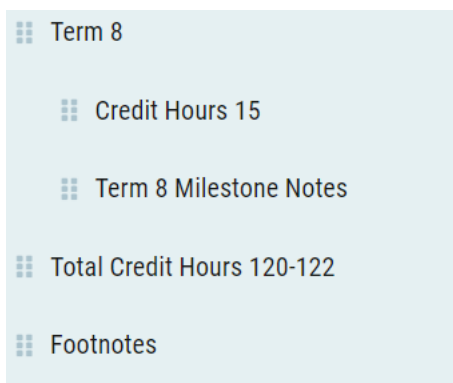 Term 8
Credit Hours 15
Term 8 Milestone Notes
Total Credit Hours 120-122
Footnotes